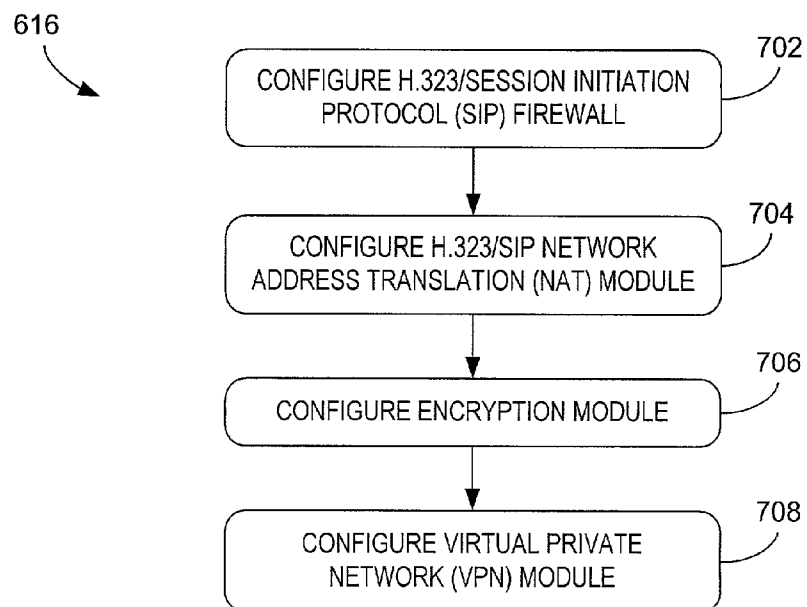 616
702
CONFIGURE H.323/SESSION INITIATION
PROTOCOL (SIP) FIREWALL
704
CONFIGURE H.323/SIP NETWORK
ADDRESS TRANSLATION (NAT) MODULE
706
CONFIGURE ENCRYPTION MODULE
708
CONFIGURE VIRTUAL PRIVATE
NETWORK (VPN) MODULE